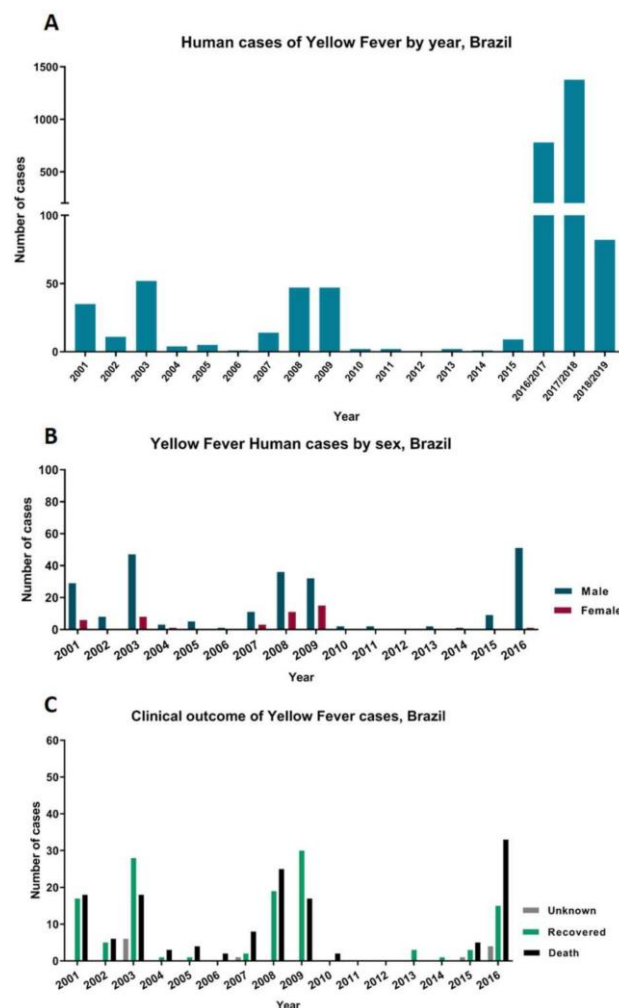 A
Human cases of Yellow Fever by year, Brazil
Number of cases
1500
1000
500
100
50
0
2001 2002 2003 2004 2005 2006 2007 2008 2009 2010 2011 2012 2013 2014 2015 2016/2017 2017/2018 2018/2019
Year
B
Yellow Fever Human cases by sex, Brazil
Number of cases
100
80
60
40
20
0
Male
Female
2001 2002 2003 2004 2005 2006 2007 2008 2009 2010 2011 2012 2013 2014 2015 2016
Year
C
Clinical outcome of Yellow Fever cases, Brazil
Number of cases
60
50
40
30
20
10
0
Unknown
Recovered
Death
2001 2002 2003 2004 2005 2006 2007 2008 2009 2010 2011 2012 2013 2014 2015 2016
Year